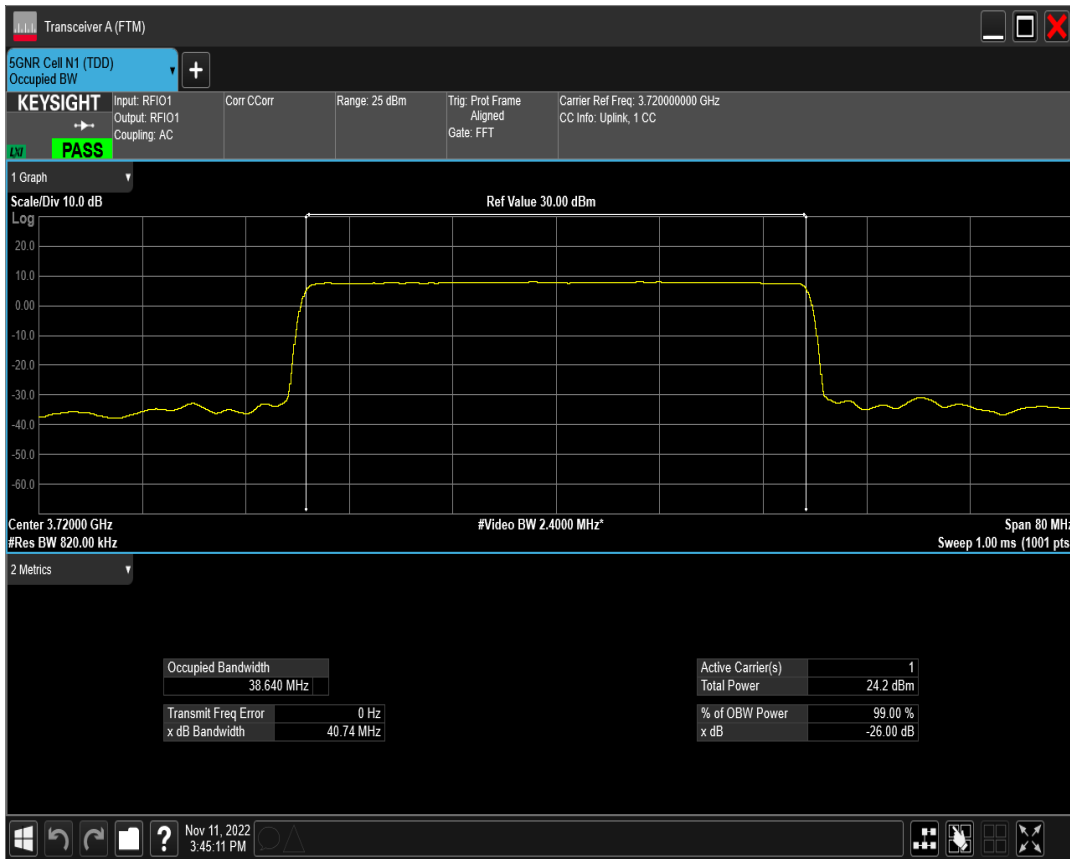 Transceiver A (FTM)
5GNR Cell N1 (TDD)
Occupied BW
+
KEYSIGHT
LXI
PASS
Input: RFIO1
Output: RFIO1
Coupling: AC
Corr CCorr
Range: 25 dBm
Trig: Prot Frame
Aligned
Gate: FFT
Carrier Ref Freq: 3.720000000 GHz
CC Info: Uplink, 1 CC
1 Graph
Scale/Div 10.0 dB
Ref Value 30.00 dBm
Log
20.0
10.0
0.00
-10.0
-20.0
-30.0
-40.0
-50.0
-60.0
Center 3.72000 GHz
#Video BW 2.4000 MHz*
Span 80 MHz
#Res BW 820.00 kHz
Sweep 1.00 ms (1001 pts
2 Metrics
Occupied Bandwidth
38.640 MHz
Transmit Freq Error 0 Hz
x dB Bandwidth 40.74 MHz
Active Carrier(s) 1
Total Power 24.2 dBm
% of OBW Power 99.00 %
x dB -26.00 dB
?
Nov 11, 2022
3:45:11 PM